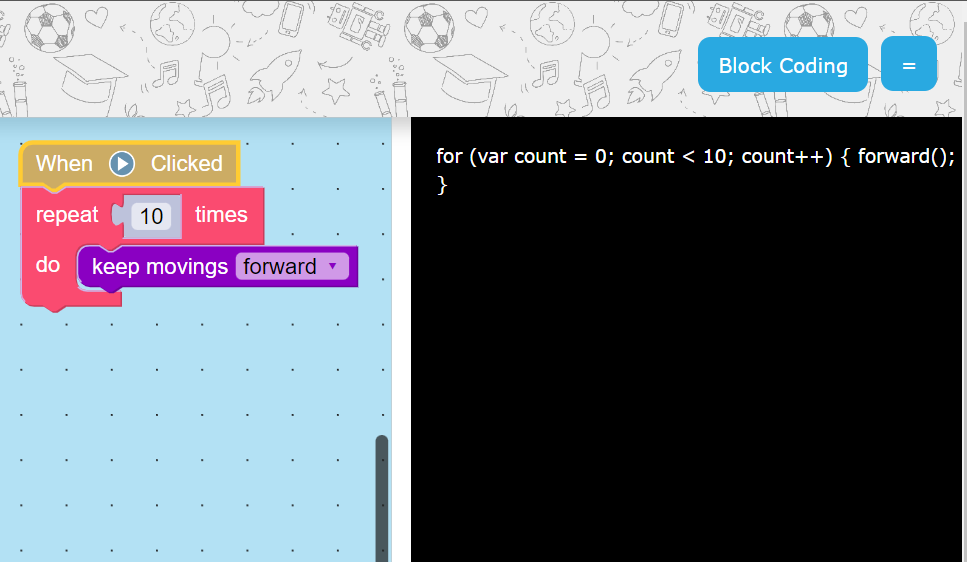 Block Coding =
When Clicked
repeat 10 times
do keep movings forward
for (var count = 0; count < 10; count++) { forward();
}